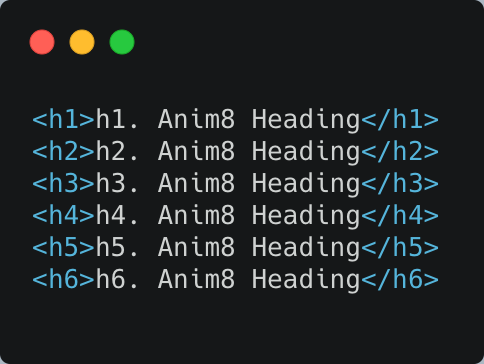 <h1>h1. Anim8 Heading</h1>
<h2>h2. Anim8 Heading</h2>
<h3>h3. Anim8 Heading</h3>
<h4>h4. Anim8 Heading</h4>
<h5>h5. Anim8 Heading</h5>
<h6>h6. Anim8 Heading</h6>